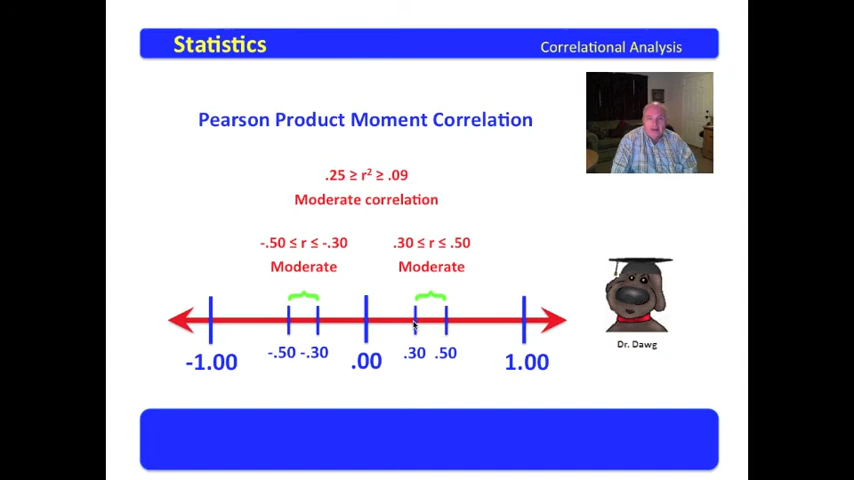 Statistics
Correlational Analysis
Pearson Product Moment Correlation
.25 ≥ r² ≥ .09
Moderate correlation
-.50 ≤ r ≤ -.30
.30 ≤ r ≤ .50
Moderate
Moderate
-.50 -.30
.30 .50
-1.00
.00
1.00
Dr. Dawg